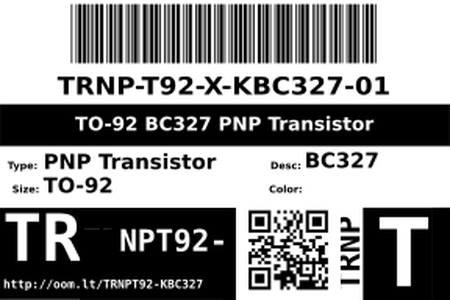 TRNP-T92-X-KBC327-01
TO-92 BC327 PNP Transistor
Type: PNP Transistor
Desc: BC327
Size: TO-92
Color:
TR
NPT92-
TRNP
T
http://oom.lt/TRNPT92-KBC327